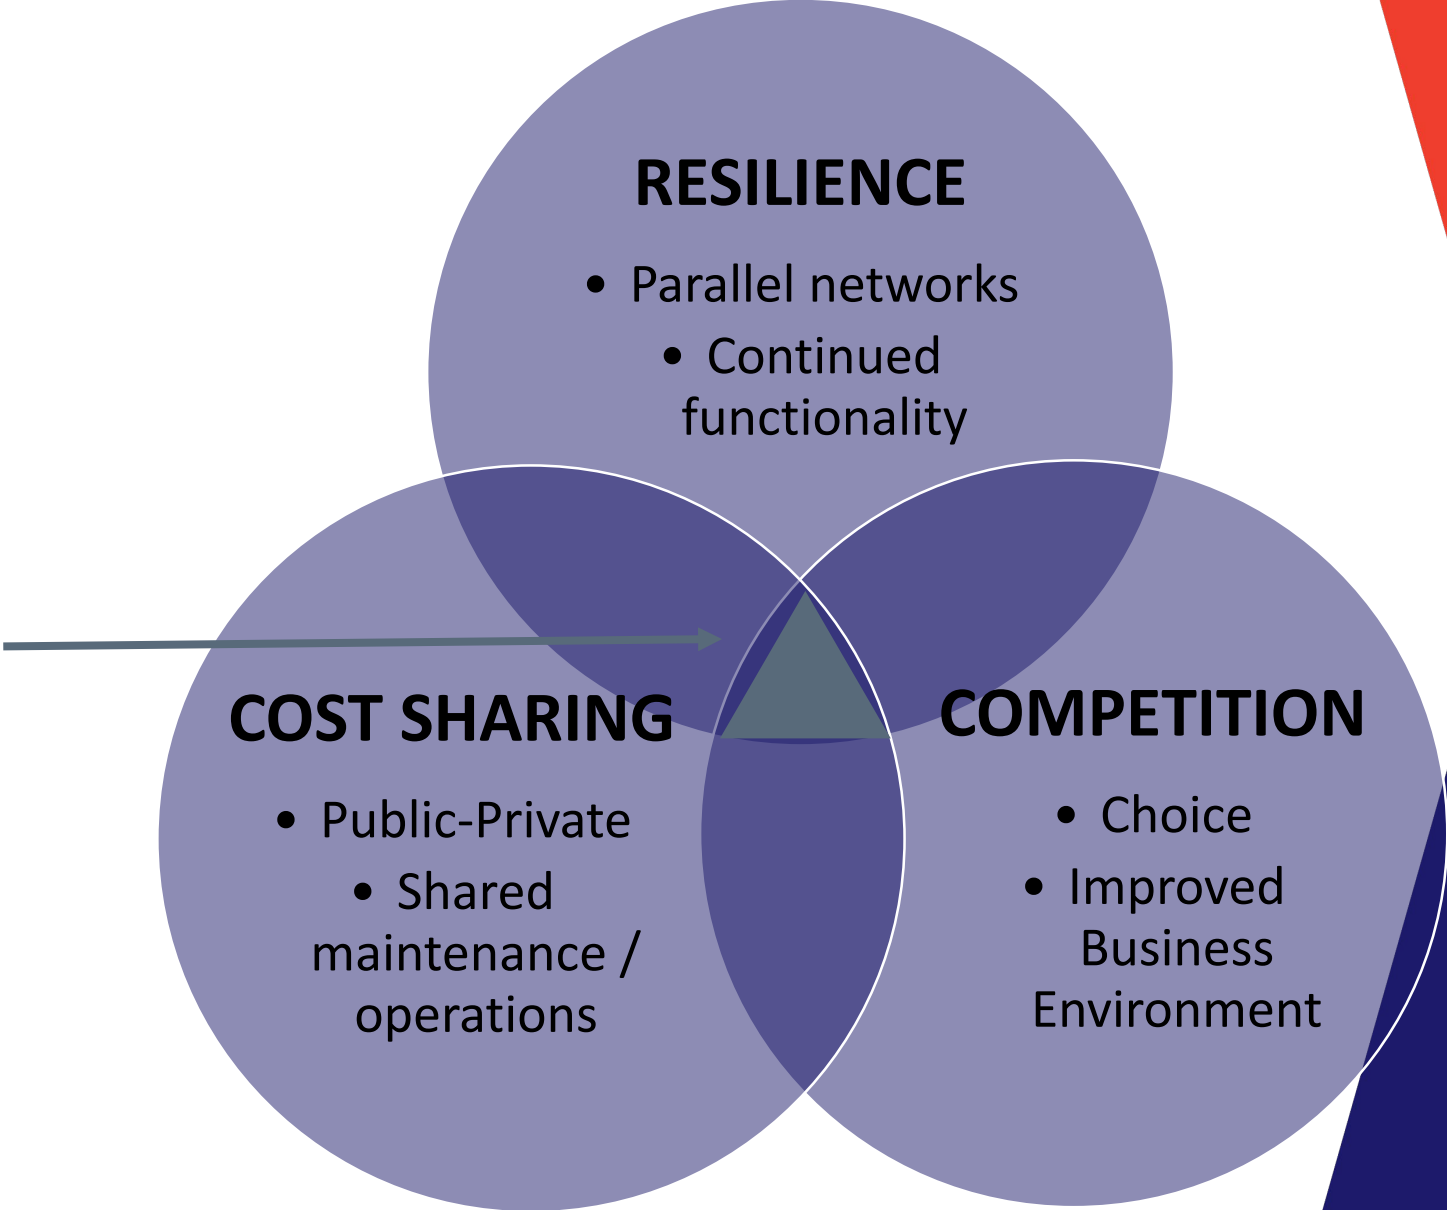 RESILIENCE
• Parallel networks
• Continued
functionality
COST SHARING
• Public-Private
• Shared
maintenance /
operations
COMPETITION
• Choice
• Improved
Business
Environment